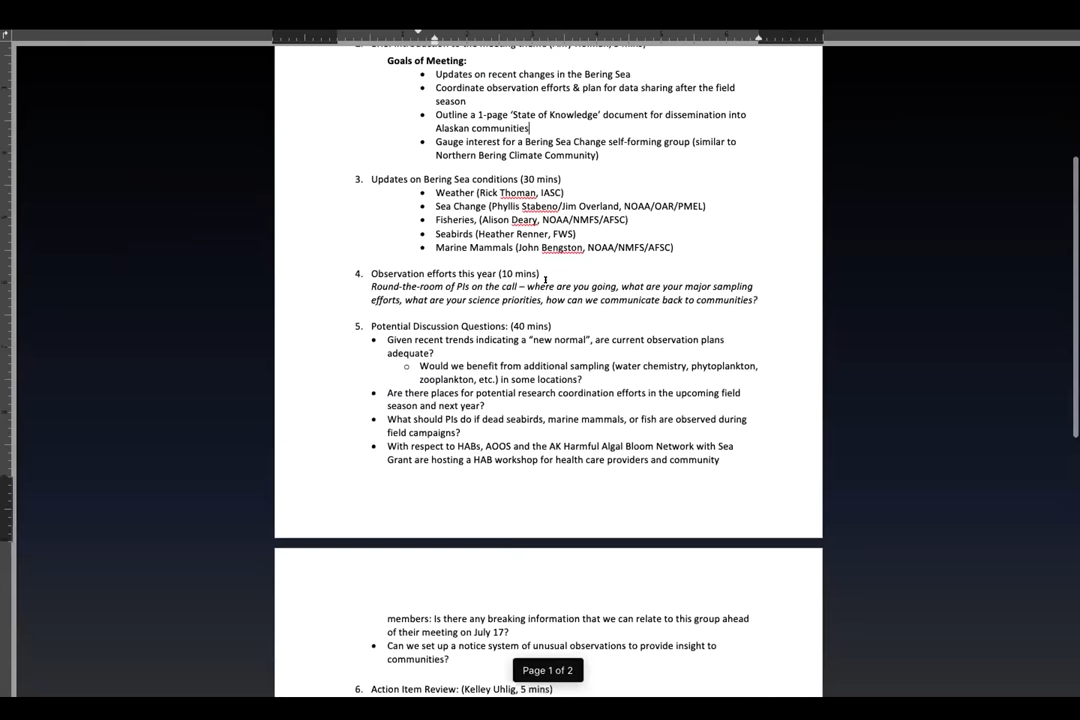 Goals of Meeting:
• Updates on recent changes in the Bering Sea
• Coordinate observation efforts & plan for data sharing after the field
season
• Outline a 1-page ‘State of Knowledge’ document for dissemination into
Alaskan communities
• Gauge interest for a Bering Sea Change self-forming group (similar to
Northern Bering Climate Community)
3. Updates on Bering Sea conditions (30 mins)
• Weather (Rick Thoman, IASC)
• Sea Change (Phyllis Stabeno/Jim Overland, NOAA/OAR/PMEL)
• Fisheries, (Alison Deary, NOAA/NMFS/AFSC)
• Seabirds (Heather Renner, FWS)
• Marine Mammals (John Bengston, NOAA/NMFS/AFSC)
4. Observation efforts this year (10 mins)
Round-the-room of PIs on the call – where are you going, what are your major sampling
efforts, what are your science priorities, how can we communicate back to communities?
5. Potential Discussion Questions: (40 mins)
• Given recent trends indicating a “new normal”, are current observation plans
adequate?
o Would we benefit from additional sampling (water chemistry, phytoplankton,
zooplankton, etc.) in some locations?
• Are there places for potential research coordination efforts in the upcoming field
season and next year?
• What should PIs do if dead seabirds, marine mammals, or fish are observed during
field campaigns?
• With respect to HABs, AOOS and the AK Harmful Algal Bloom Network with Sea
Grant are hosting a HAB workshop for health care providers and community
members: Is there any breaking information that we can relate to this group ahead
of their meeting on July 17?
• Can we set up a notice system of unusual observations to provide insight to
communities?
Page 1 of 2
6. Action Item Review: (Kelley Uhlig, 5 mins)